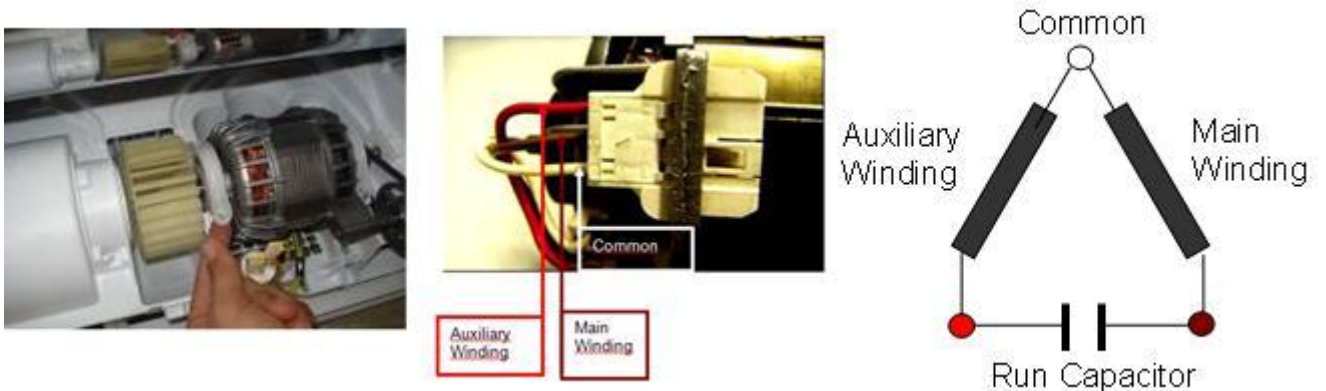 Common
Auxiliary
Winding
Main
Winding
Common
Auxiliary
Winding
Main
Winding
Run Capacitor